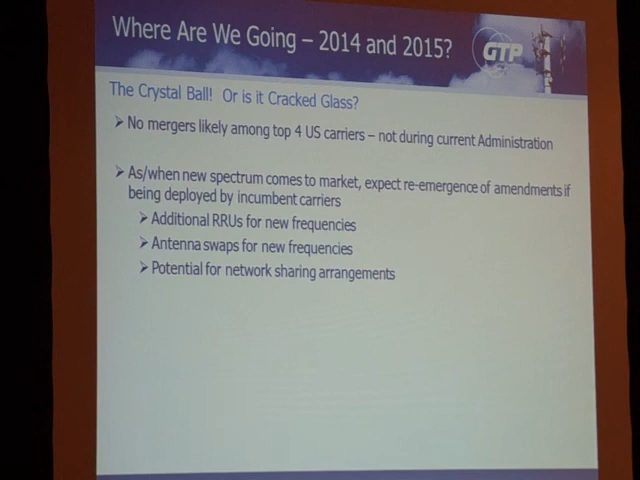 Where Are We Going – 2014 and 2015?
GTP
The Crystal Ball! Or is it Cracked Glass?
➤ No mergers likely among top 4 US carriers – not during current Administration
➤ As/when new spectrum comes to market, expect re-emergence of amendments if
being deployed by incumbent carriers
➤ Additional RRUs for new frequencies
➤ Antenna swaps for new frequencies
➤ Potential for network sharing arrangements